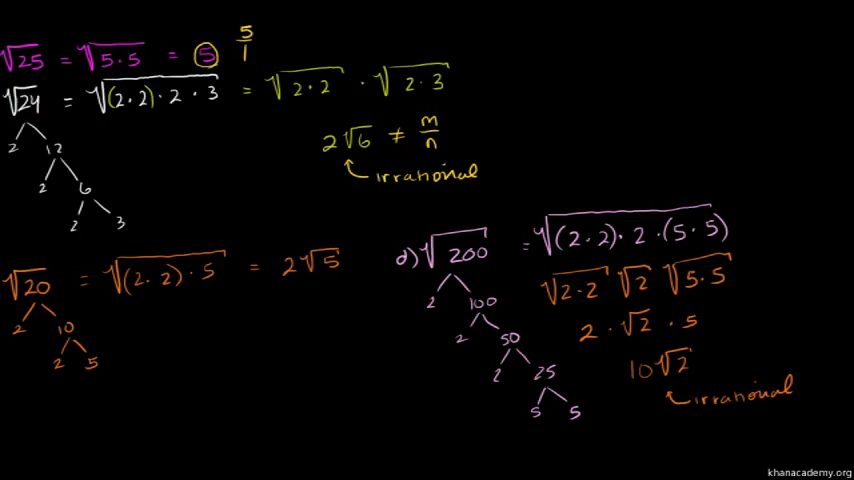 √25 = √5·5 = 5 5/1
√24 = √(2·2)·2·3 = √2·2 · √2·3
2 12
2√6 ≠ m/n
irrational
2 6
2 3
√20 = √(2·2)·5 = 2√5
2 10
2 5
d) √200 = √(2·2)·2·(5·5)
√2·2 √2 √5·5
2 · √2 · 5
10√2
irrational
2 100
2 50
2 25
5 5
khanacademy.org